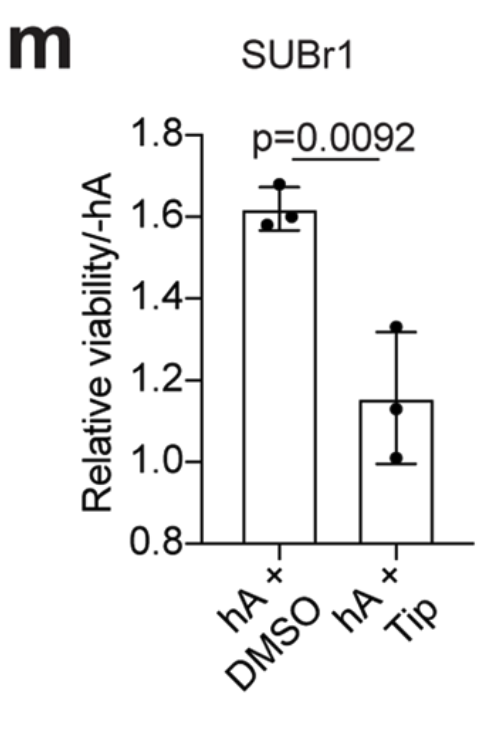 m
SUBr1
p=0.0092
Relative viability/-hA
1.8
1.6
1.4
1.2
1.0
0.8
hA +
DMSO
hA +
Tip